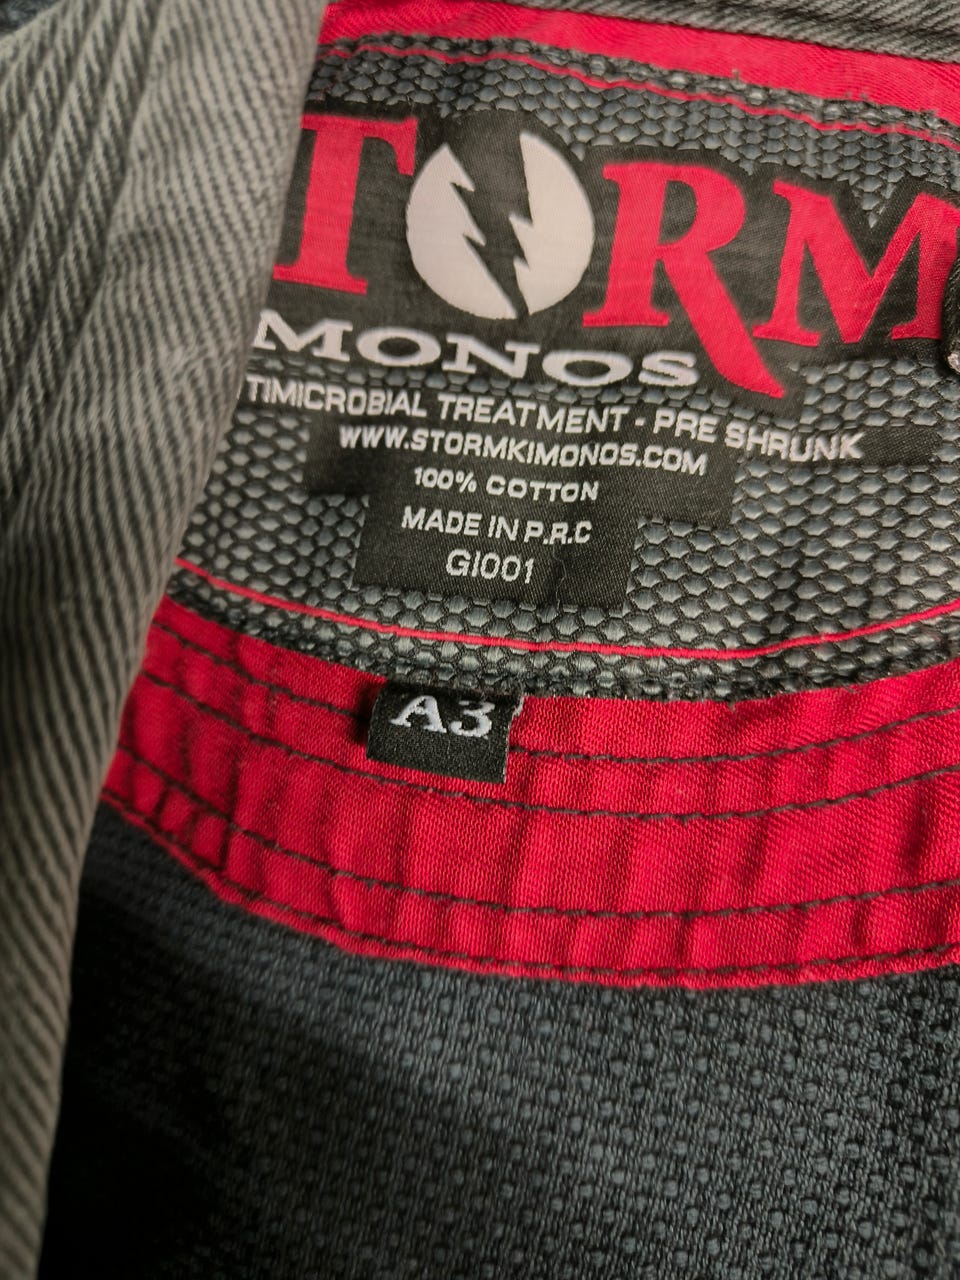 TORM
MONOS
TIMICROBIAL TREATMENT - PRE SHRUNK
WWW.STORMKIMONOS.COM
100% COTTON
MADE IN P.R.C
GI001
A3